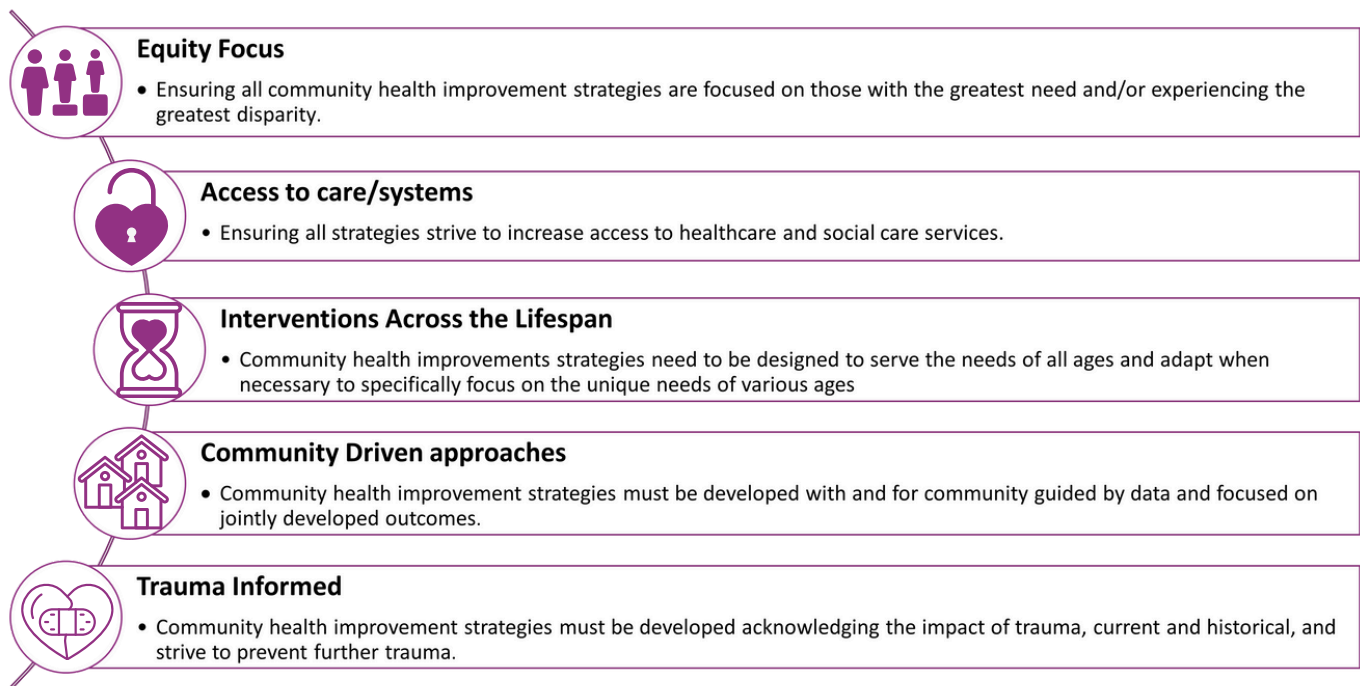 Equity Focus
• Ensuring all community health improvement strategies are focused on those with the greatest need and/or experiencing the
greatest disparity.
Access to care/systems
• Ensuring all strategies strive to increase access to healthcare and social care services.
Interventions Across the Lifespan
• Community health improvements strategies need to be designed to serve the needs of all ages and adapt when
necessary to specifically focus on the unique needs of various ages
Community Driven approaches
• Community health improvement strategies must be developed with and for community guided by data and focused on
jointly developed outcomes.
Trauma Informed
• Community health improvement strategies must be developed acknowledging the impact of trauma, current and historical, and
strive to prevent further trauma.